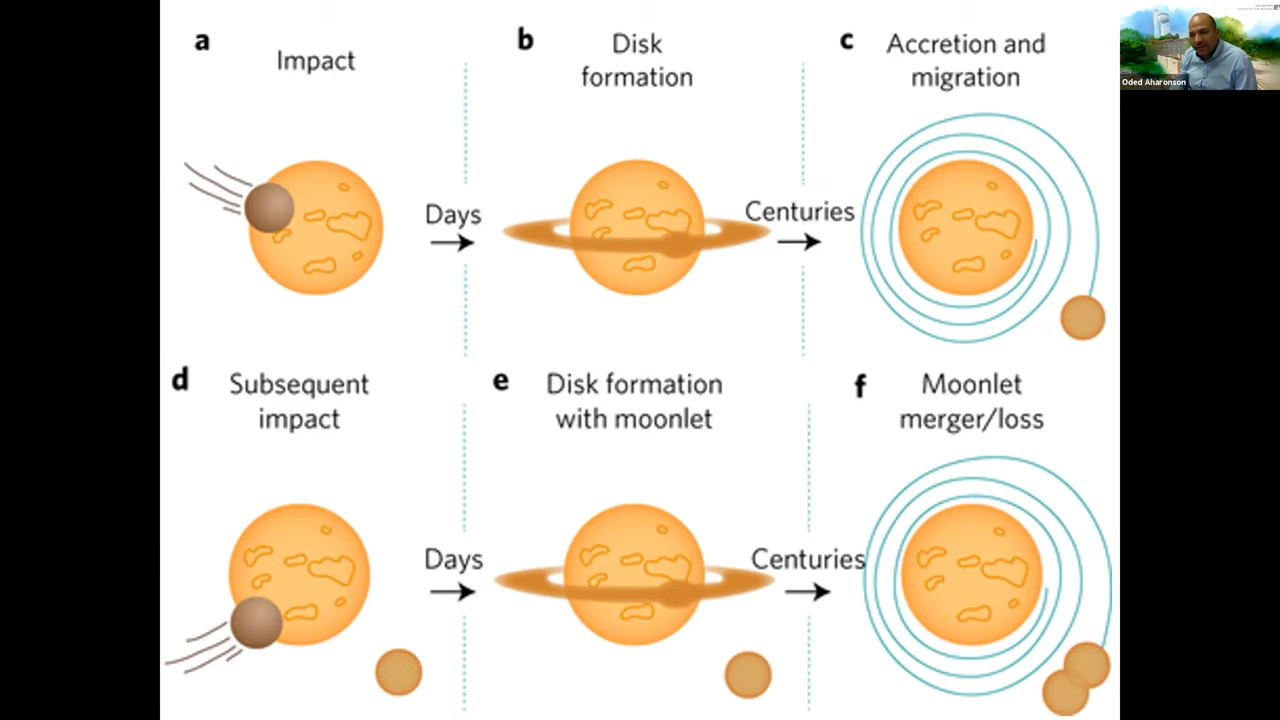 a
Impact
b
Disk
formation
c
Accretion and
migration
Days
Centuries
d
Subsequent
impact
e
Disk formation
with moonlet
f
Moonlet
merger/loss
Days
Centuries
Oded Aharonson